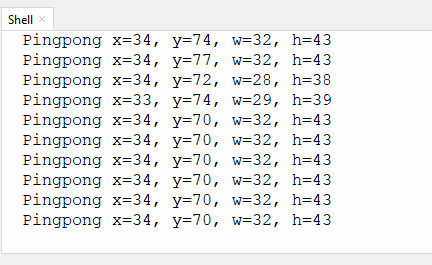 Shell ×
Pingpong x=34, y=74, w=32, h=43
Pingpong x=34, y=77, w=32, h=43
Pingpong x=34, y=72, w=28, h=38
Pingpong x=33, y=74, w=29, h=39
Pingpong x=34, y=70, w=32, h=43
Pingpong x=34, y=70, w=32, h=43
Pingpong x=34, y=70, w=32, h=43
Pingpong x=34, y=70, w=32, h=43
Pingpong x=34, y=70, w=32, h=43
Pingpong x=34, y=70, w=32, h=43